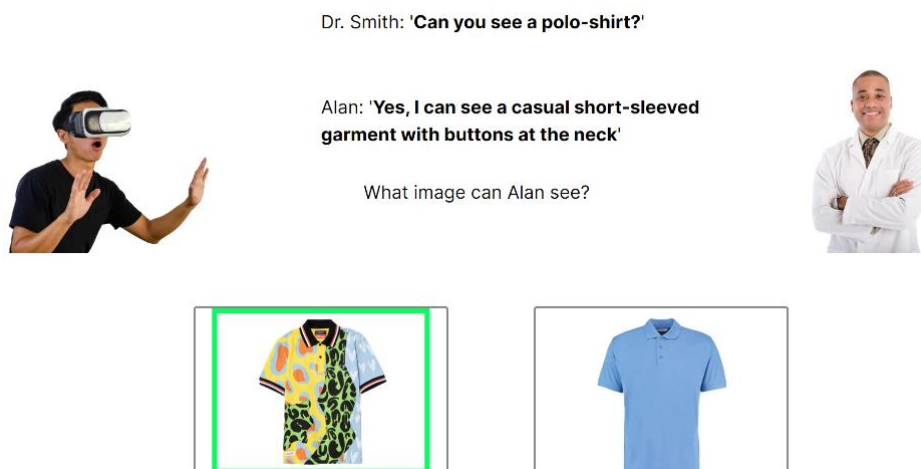 Dr. Smith: 'Can you see a polo-shirt?'
Alan: 'Yes, I can see a casual short-sleeved
garment with buttons at the neck'
What image can Alan see?